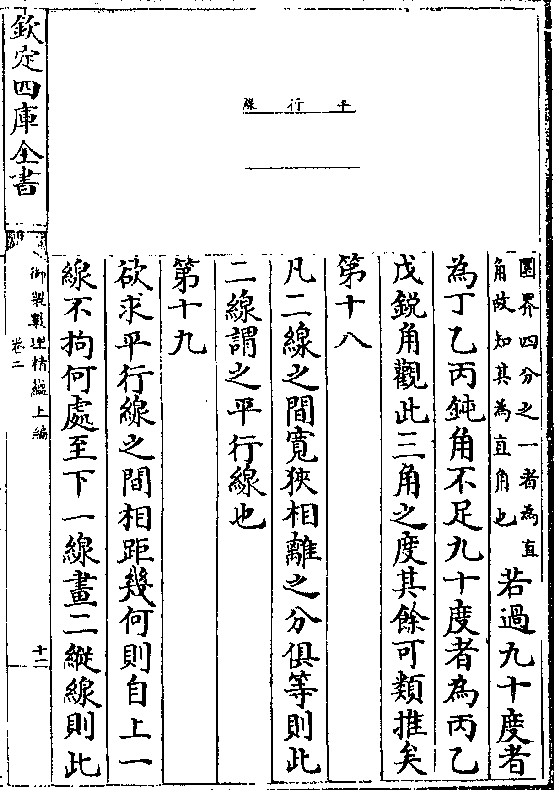 平行線
圜界四分之一者為直
角故知其為直角也
若過九十度者
為丁乙丙鈍角不足九十度者為丙乙
戊銳角觀此三角之度其餘可類推矣
第十八
凡二線之間寬狹相離之分俱等則此
二線謂之平行線也
第十九
欲求平行線之間相距幾何則自上一
線不拘何處至下一線畫二縱線則此
欽定四庫全書
御製數理精蘊上編
卷二
十二